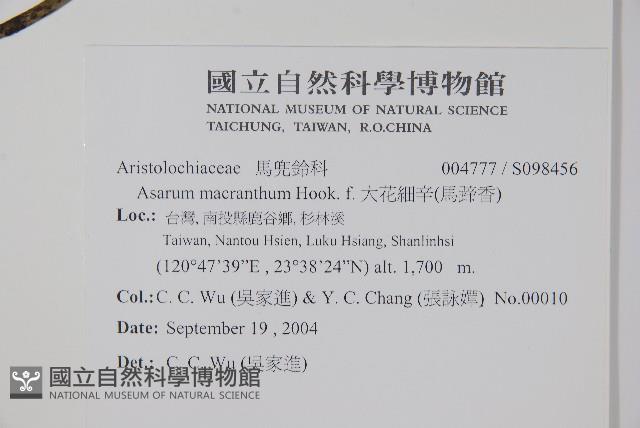 國立自然科學博物館
NATIONAL MUSEUM OF NATURAL SCIENCE
TAICHUNG, TAIWAN, R.O.CHINA
Aristolochiaceae 馬兜鈴科 004777 / S098456
Asarum macranthum Hook. f. 大花細辛(馬蹄香)
Loc.: 台灣, 南投縣鹿谷鄉, 杉林溪
Taiwan, Nantou Hsien, Luku Hsiang, Shanlinhsi
(120°47’39”E , 23°38’24”N) alt. 1,700 m.
Col.: C. C. Wu (吳家進) & Y. C. Chang (張詠嬋) No.00010
Date: September 19 , 2004
Det.: C. C. Wu (吳家進)
國立自然科學博物館
NATIONAL MUSEUM OF NATURAL SCIENCE